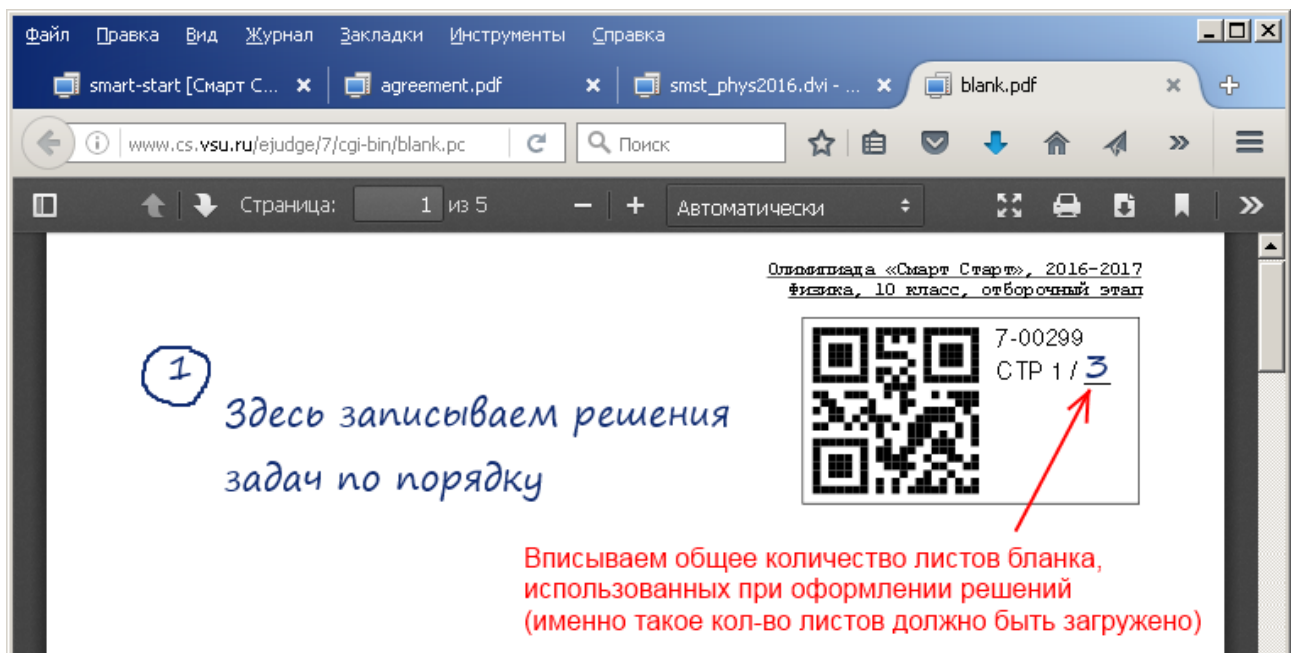 Файл Правка Вид Журнал Закладки Инструменты Справка
smart-start [Смарт С... agreement.pdf smst_phys2016.dvi - ... blank.pdf
www.cs.vsu.ru/ejudge/7/cgi-bin/blank.pc Поиск
Страница: 1 из 5 Автоматически
Олимпиада «Смарт Старт», 2016-2017
Физика, 10 класс, отборочный этап
7-00299
СТР 1 / 3
1
Здесь записываем решения
задач по порядку
Вписываем общее количество листов бланка,
использованных при оформлении решений
(именно такое кол-во листов должно быть загружено)